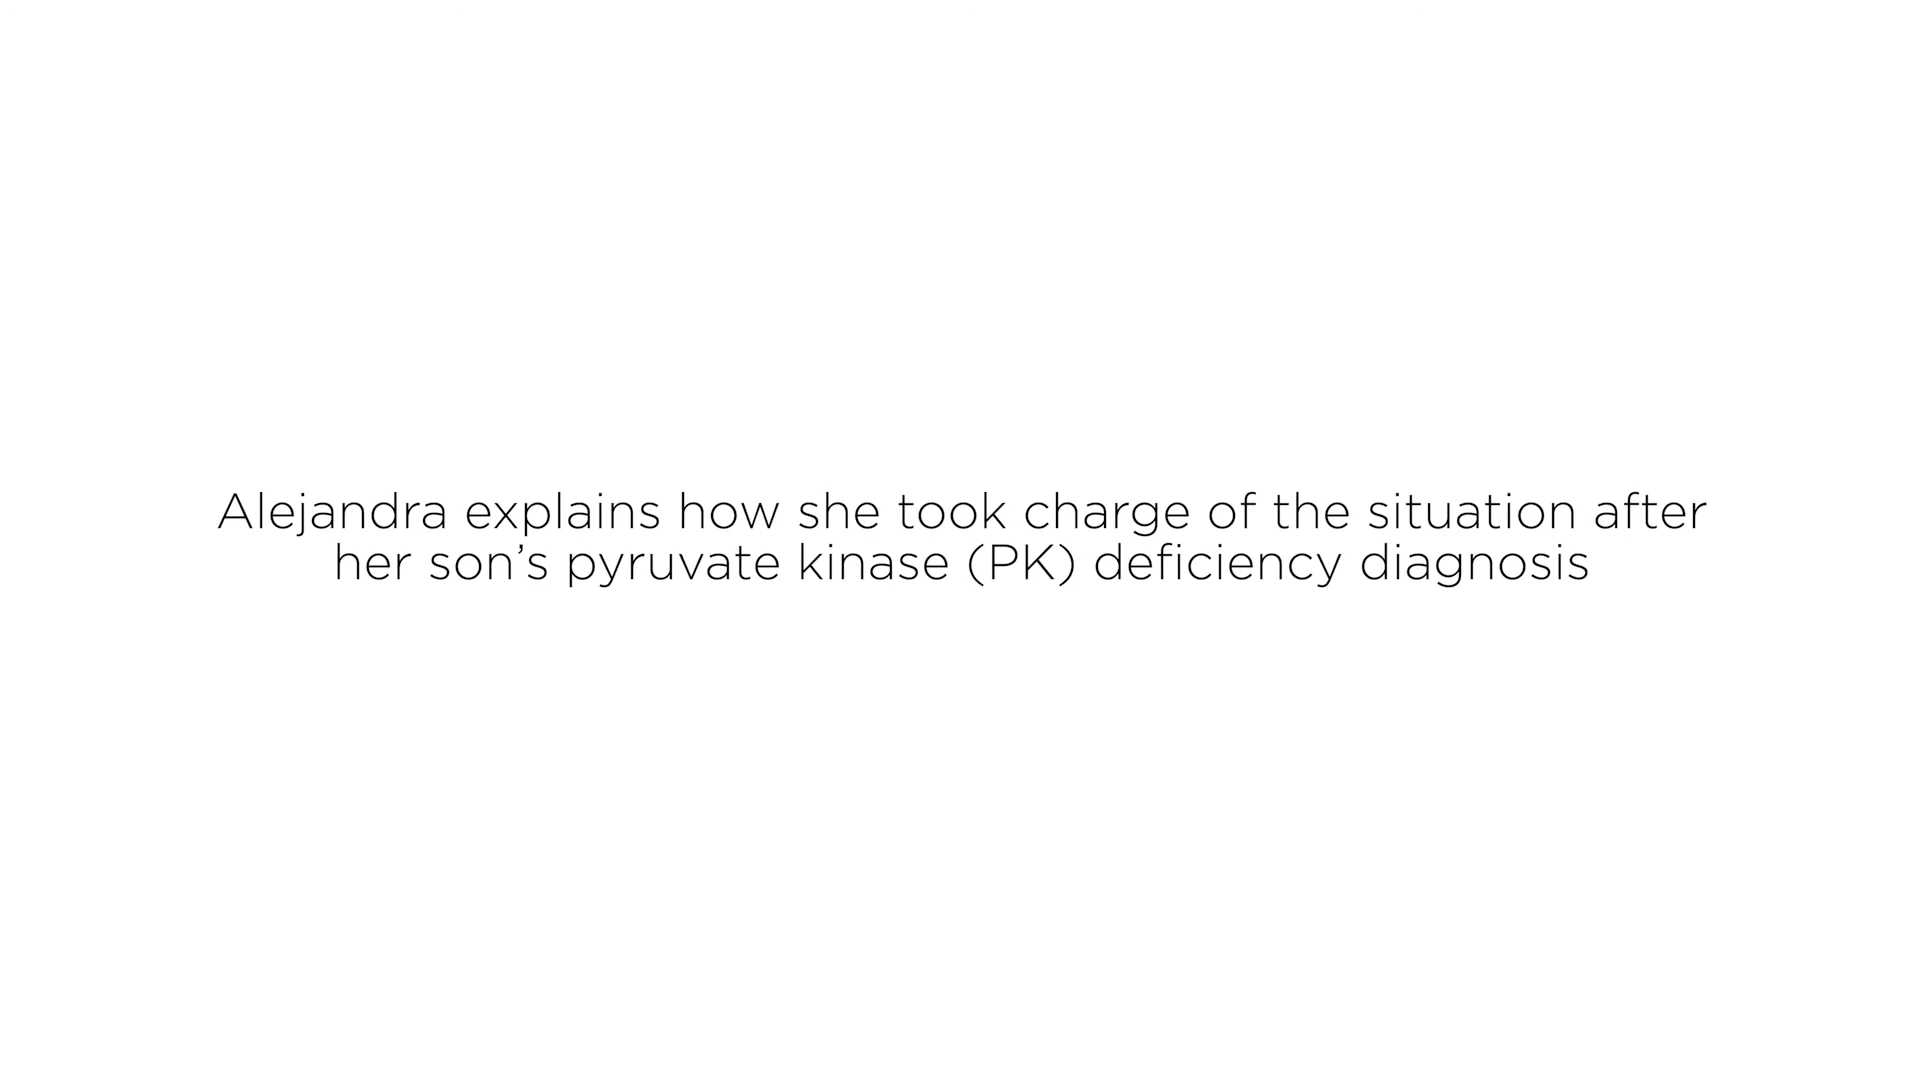 Alejandra explains how she took charge of the situation after
her son’s pyruvate kinase (PK) deficiency diagnosis